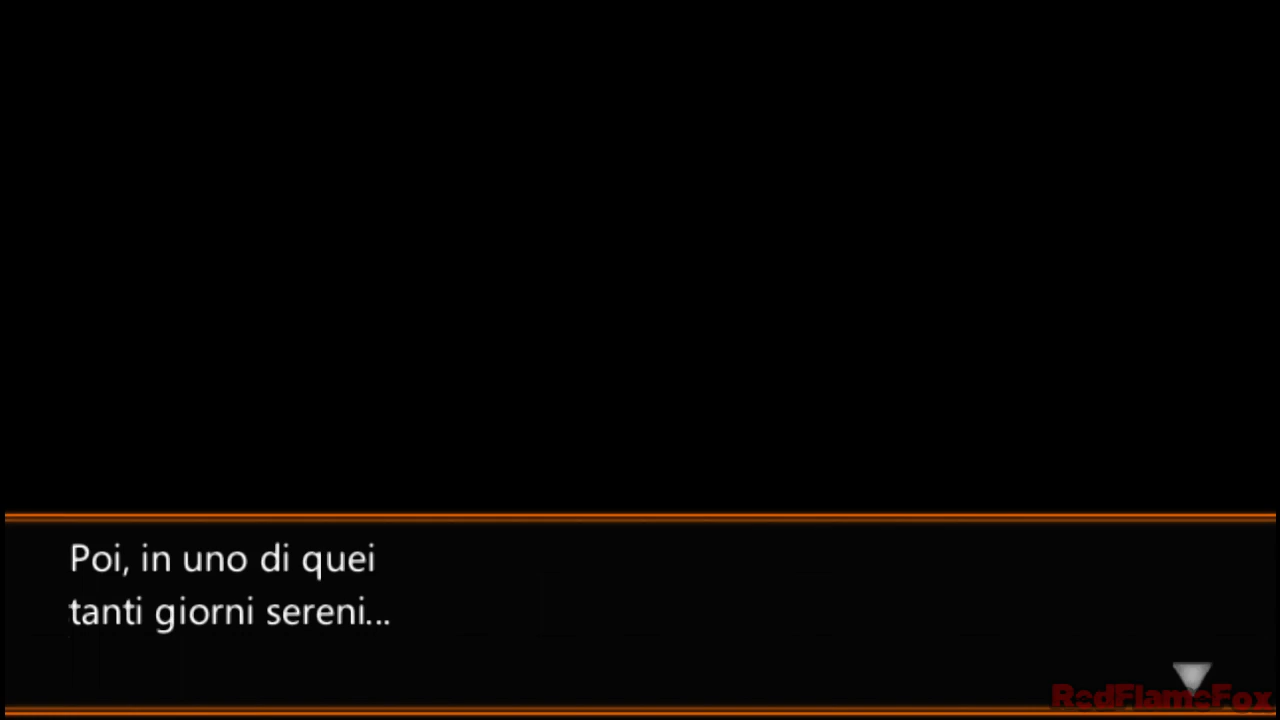 Poi, in uno di quei
tanti giorni sereni...
RedFlameFox